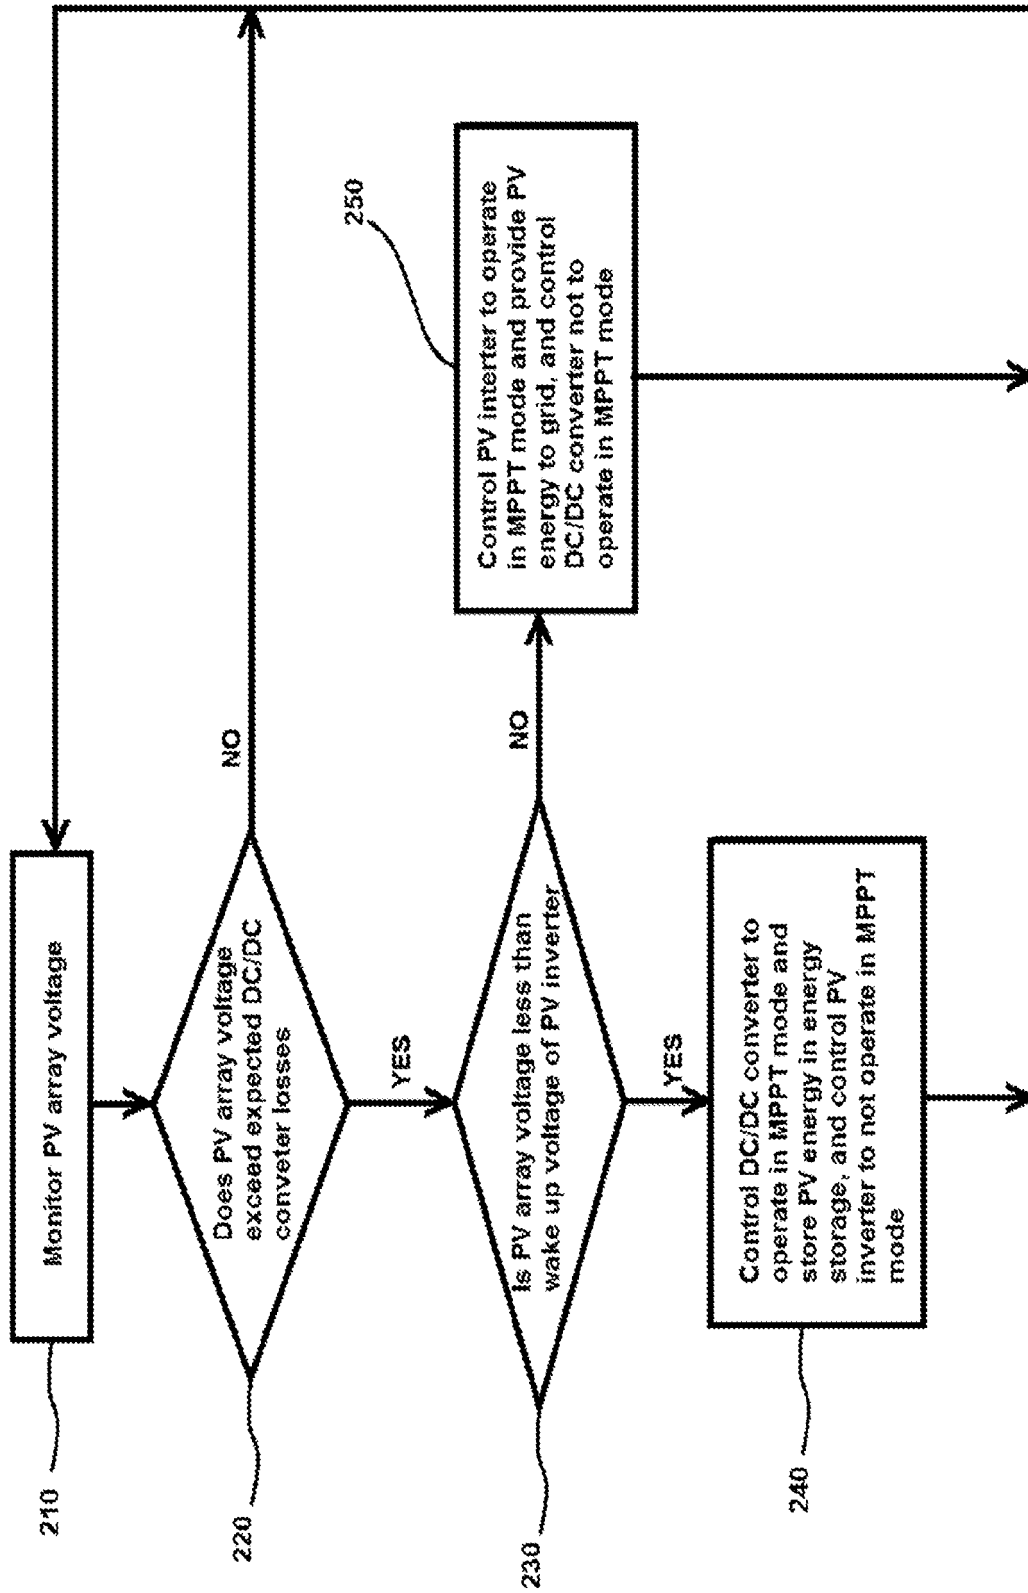 210
Monitor PV array voltage
220
Does PV array voltage
exceed expected DC/DC
conveter losses
NO
YES
230
Is PV array voltage less than
wake up voltage of PV inverter
NO
YES
250
Control PV interter to operate
in MPPT mode and provide PV
energy to grid, and control
DC/DC converter not to
operate in MPPT mode
240
Control DC/DC converter to
operate in MPPT mode and
store PV energy in energy
storage, and control PV
inverter to not operate in MPPT
mode